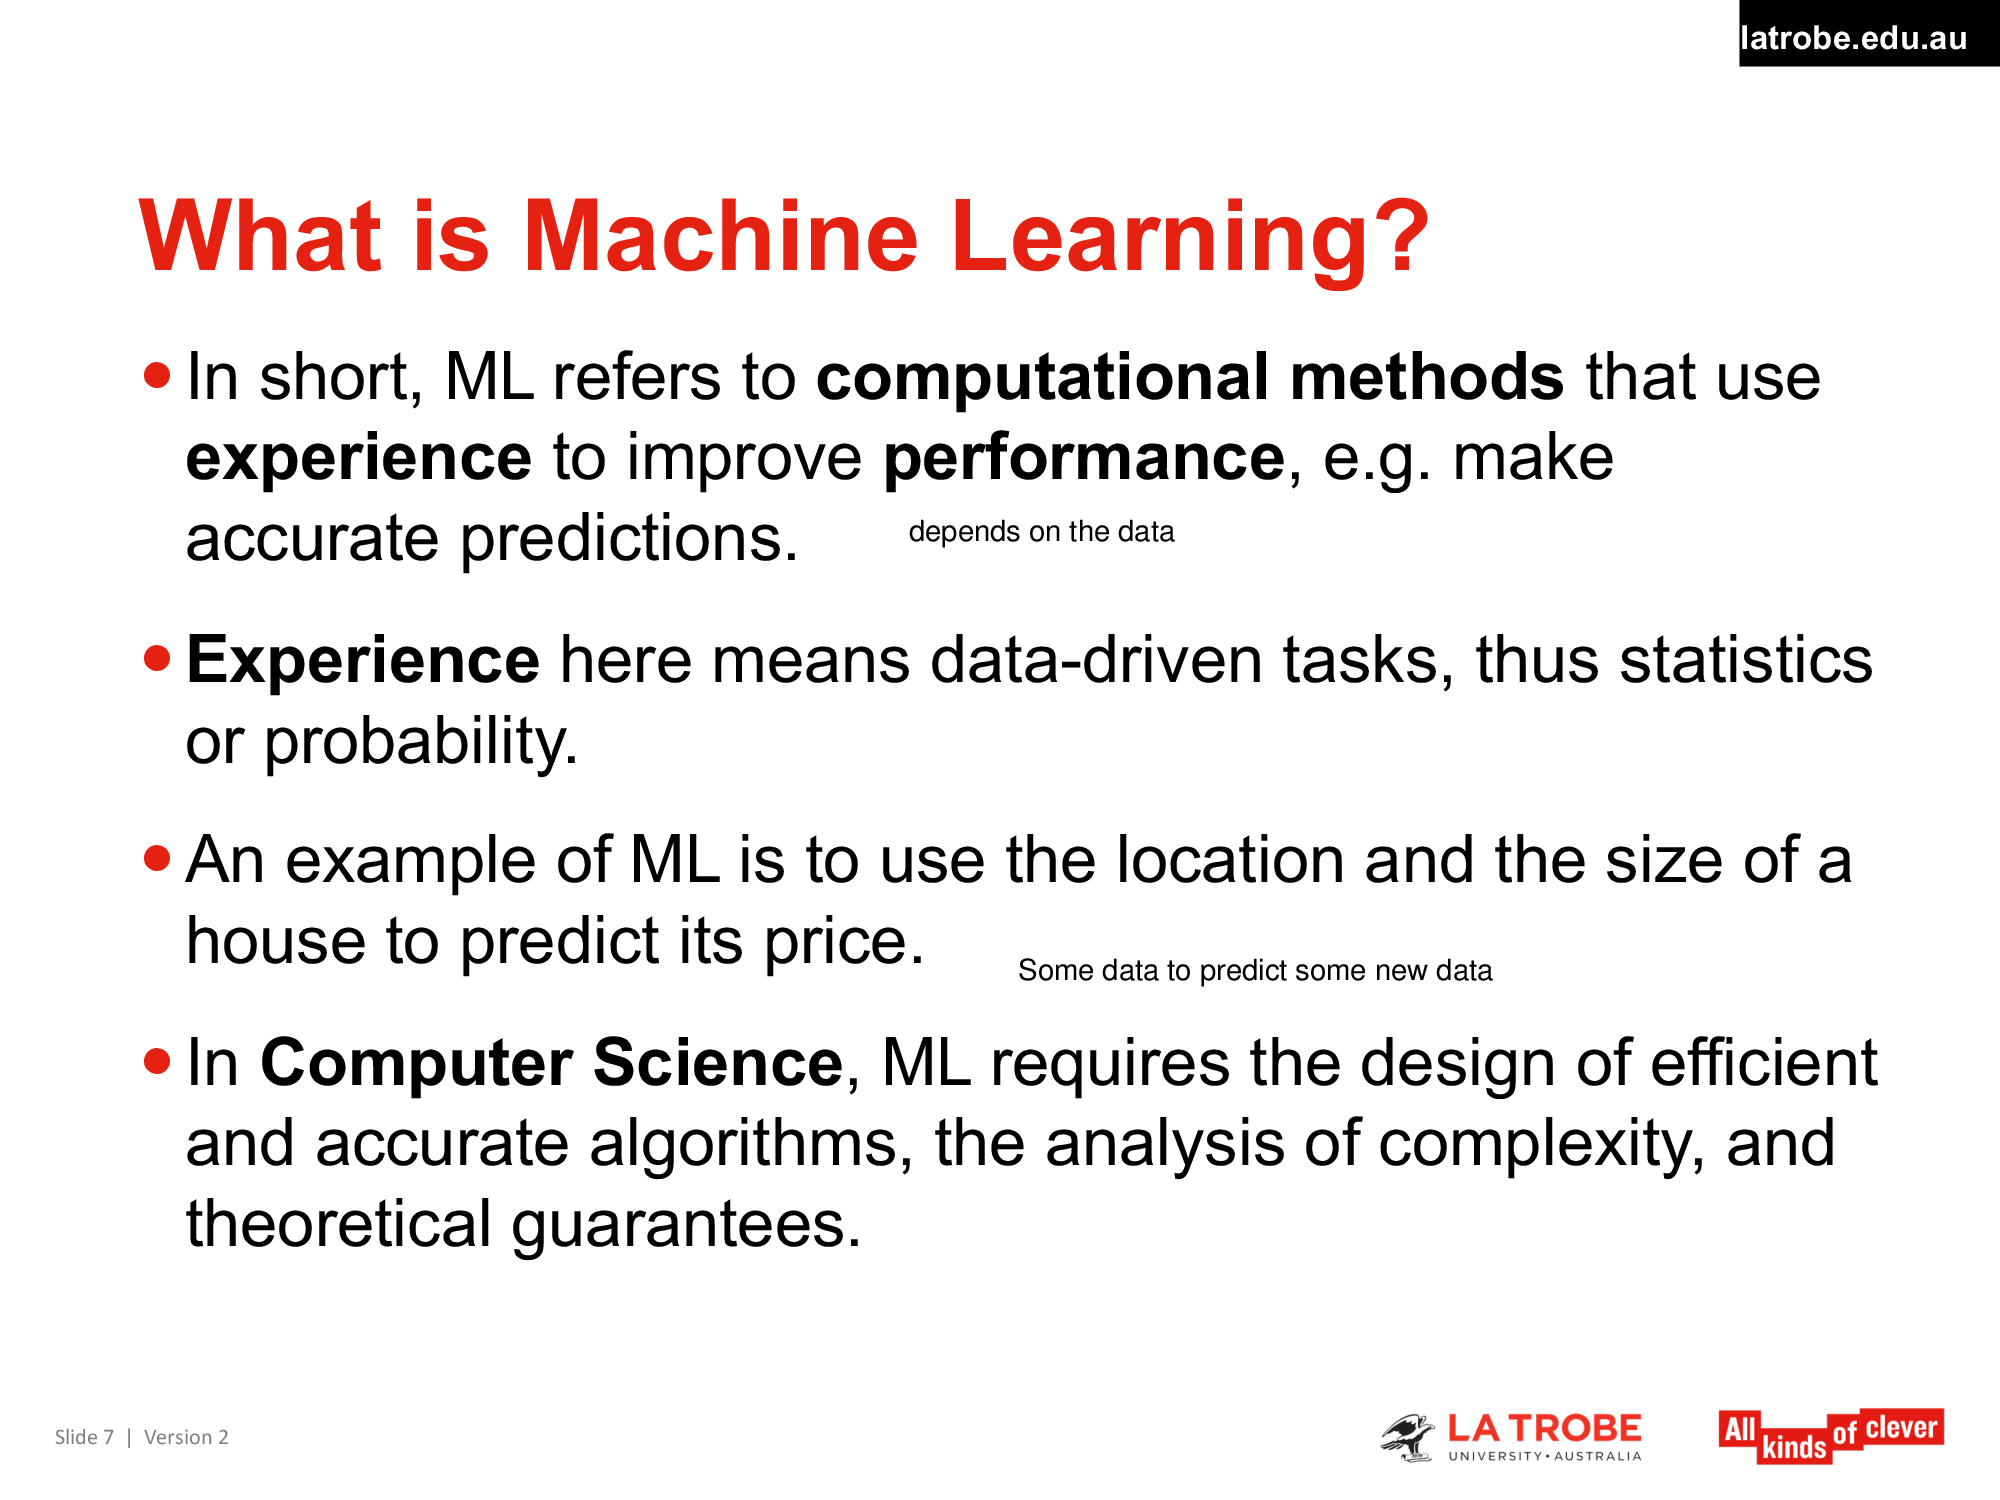 latrobe.edu.au
What is Machine Learning?
In short, ML refers to computational methods that use
experience to improve performance, e.g. make
accurate predictions.
depends on the data
Experience here means data-driven tasks, thus statistics
or probability.
An example of ML is to use the location and the size of a
house to predict its price.
Some data to predict some new data
In Computer Science, ML requires the design of efficient
and accurate algorithms, the analysis of complexity, and
theoretical guarantees.
Slide 7 | Version 2
LA TROBE
UNIVERSITY • AUSTRALIA
All kinds of clever